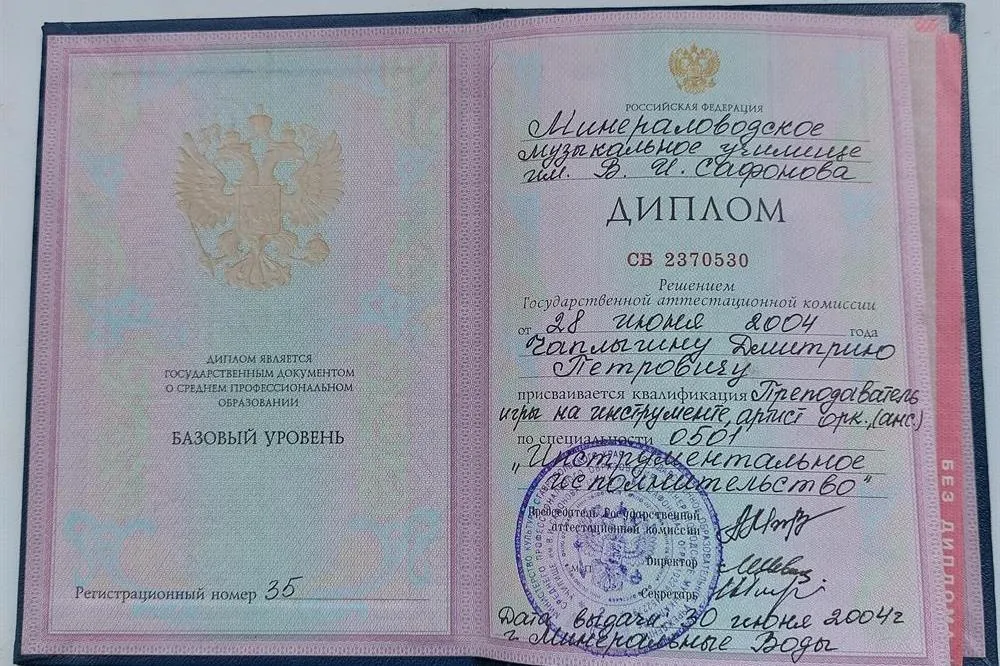 ДИПЛОМ ЯВЛЯЕТСЯ
ГОСУДАРСТВЕННЫМ ДОКУМЕНТОМ
О СРЕДНЕМ ПРОФЕССИОНАЛЬНОМ
ОБРАЗОВАНИИ
БАЗОВЫЙ УРОВЕНЬ
Регистрационный номер 35
РОССИЙСКАЯ ФЕДЕРАЦИЯ
Минераловодское
музыкальное училище
им. В. И. Сафонова
ДИПЛОМ
СБ 2370530
Решением
Государственной аттестационной комиссии
от 28 июня 2004 года
Чаплыгину Дмитрию
Петровичу
присваивается квалификация Преподаватель
игры на инструменте, артист орк., (анс.)
по специальности 0501
"Инструментальное
исполнительство"
Председатель Государственной
аттестационной комиссии
Директор
Секретарь
Дата выдачи: 30 июня 2004г
г. Минеральные Воды
БЕЗ ДИПЛОМА